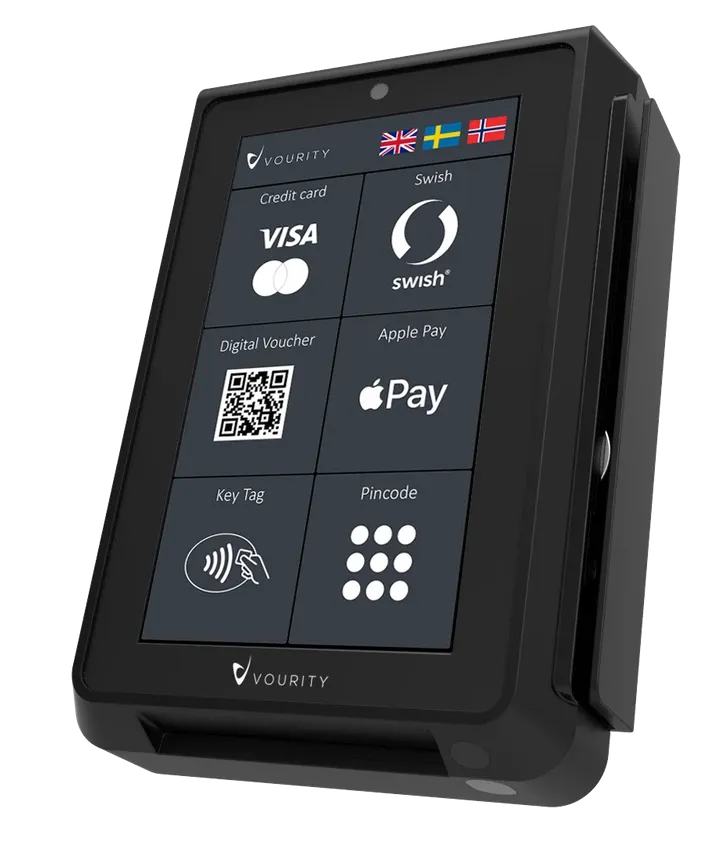 VOURITY
Credit card
VISA
Swish
swish®
Digital Voucher
Apple Pay
Pay
Key Tag
Pincode
VOURITY